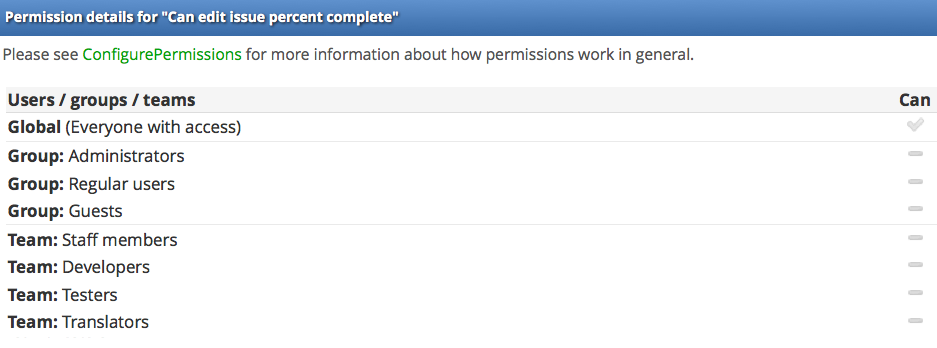 Permission details for "Can edit issue percent complete"
Please see ConfigurePermissions for more information about how permissions work in general.
Users / groups / teams Can
Global (Everyone with access)
Group: Administrators
Group: Regular users
Group: Guests
Team: Staff members
Team: Developers
Team: Testers
Team: Translators